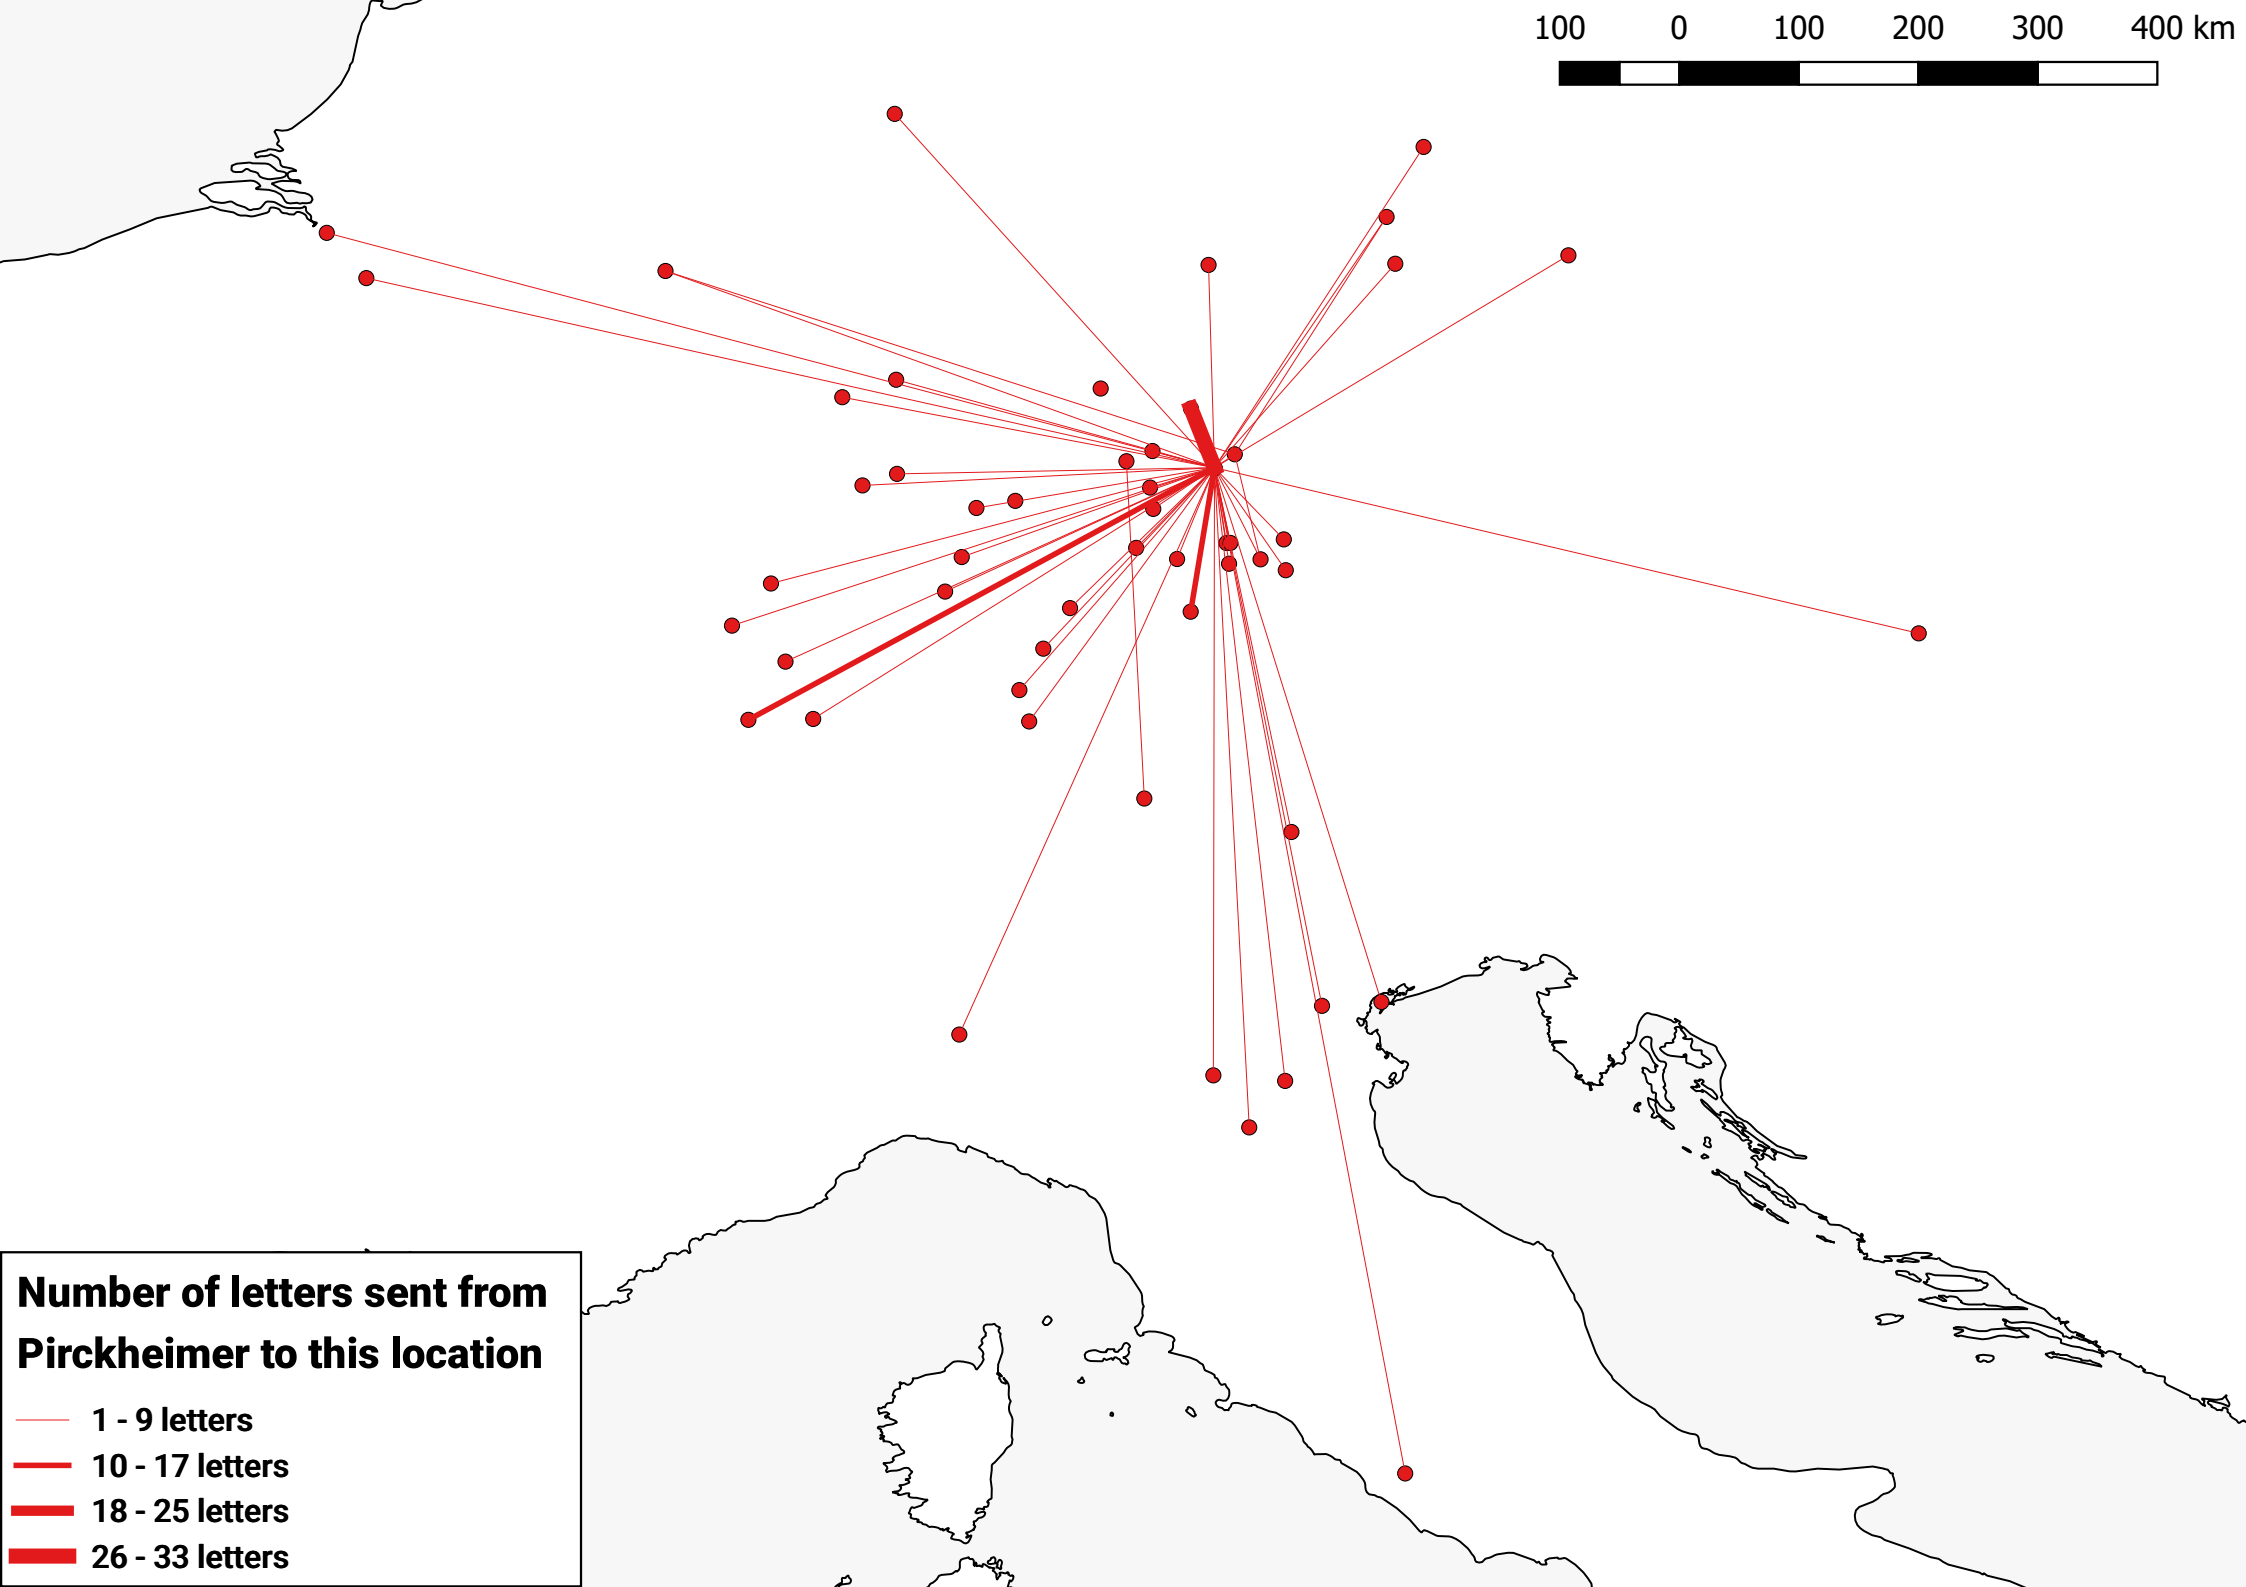 100 0 100 200 300 400 km
Number of letters sent from
Pirckheimer to this location
1 - 9 letters
10 - 17 letters
18 - 25 letters
26 - 33 letters